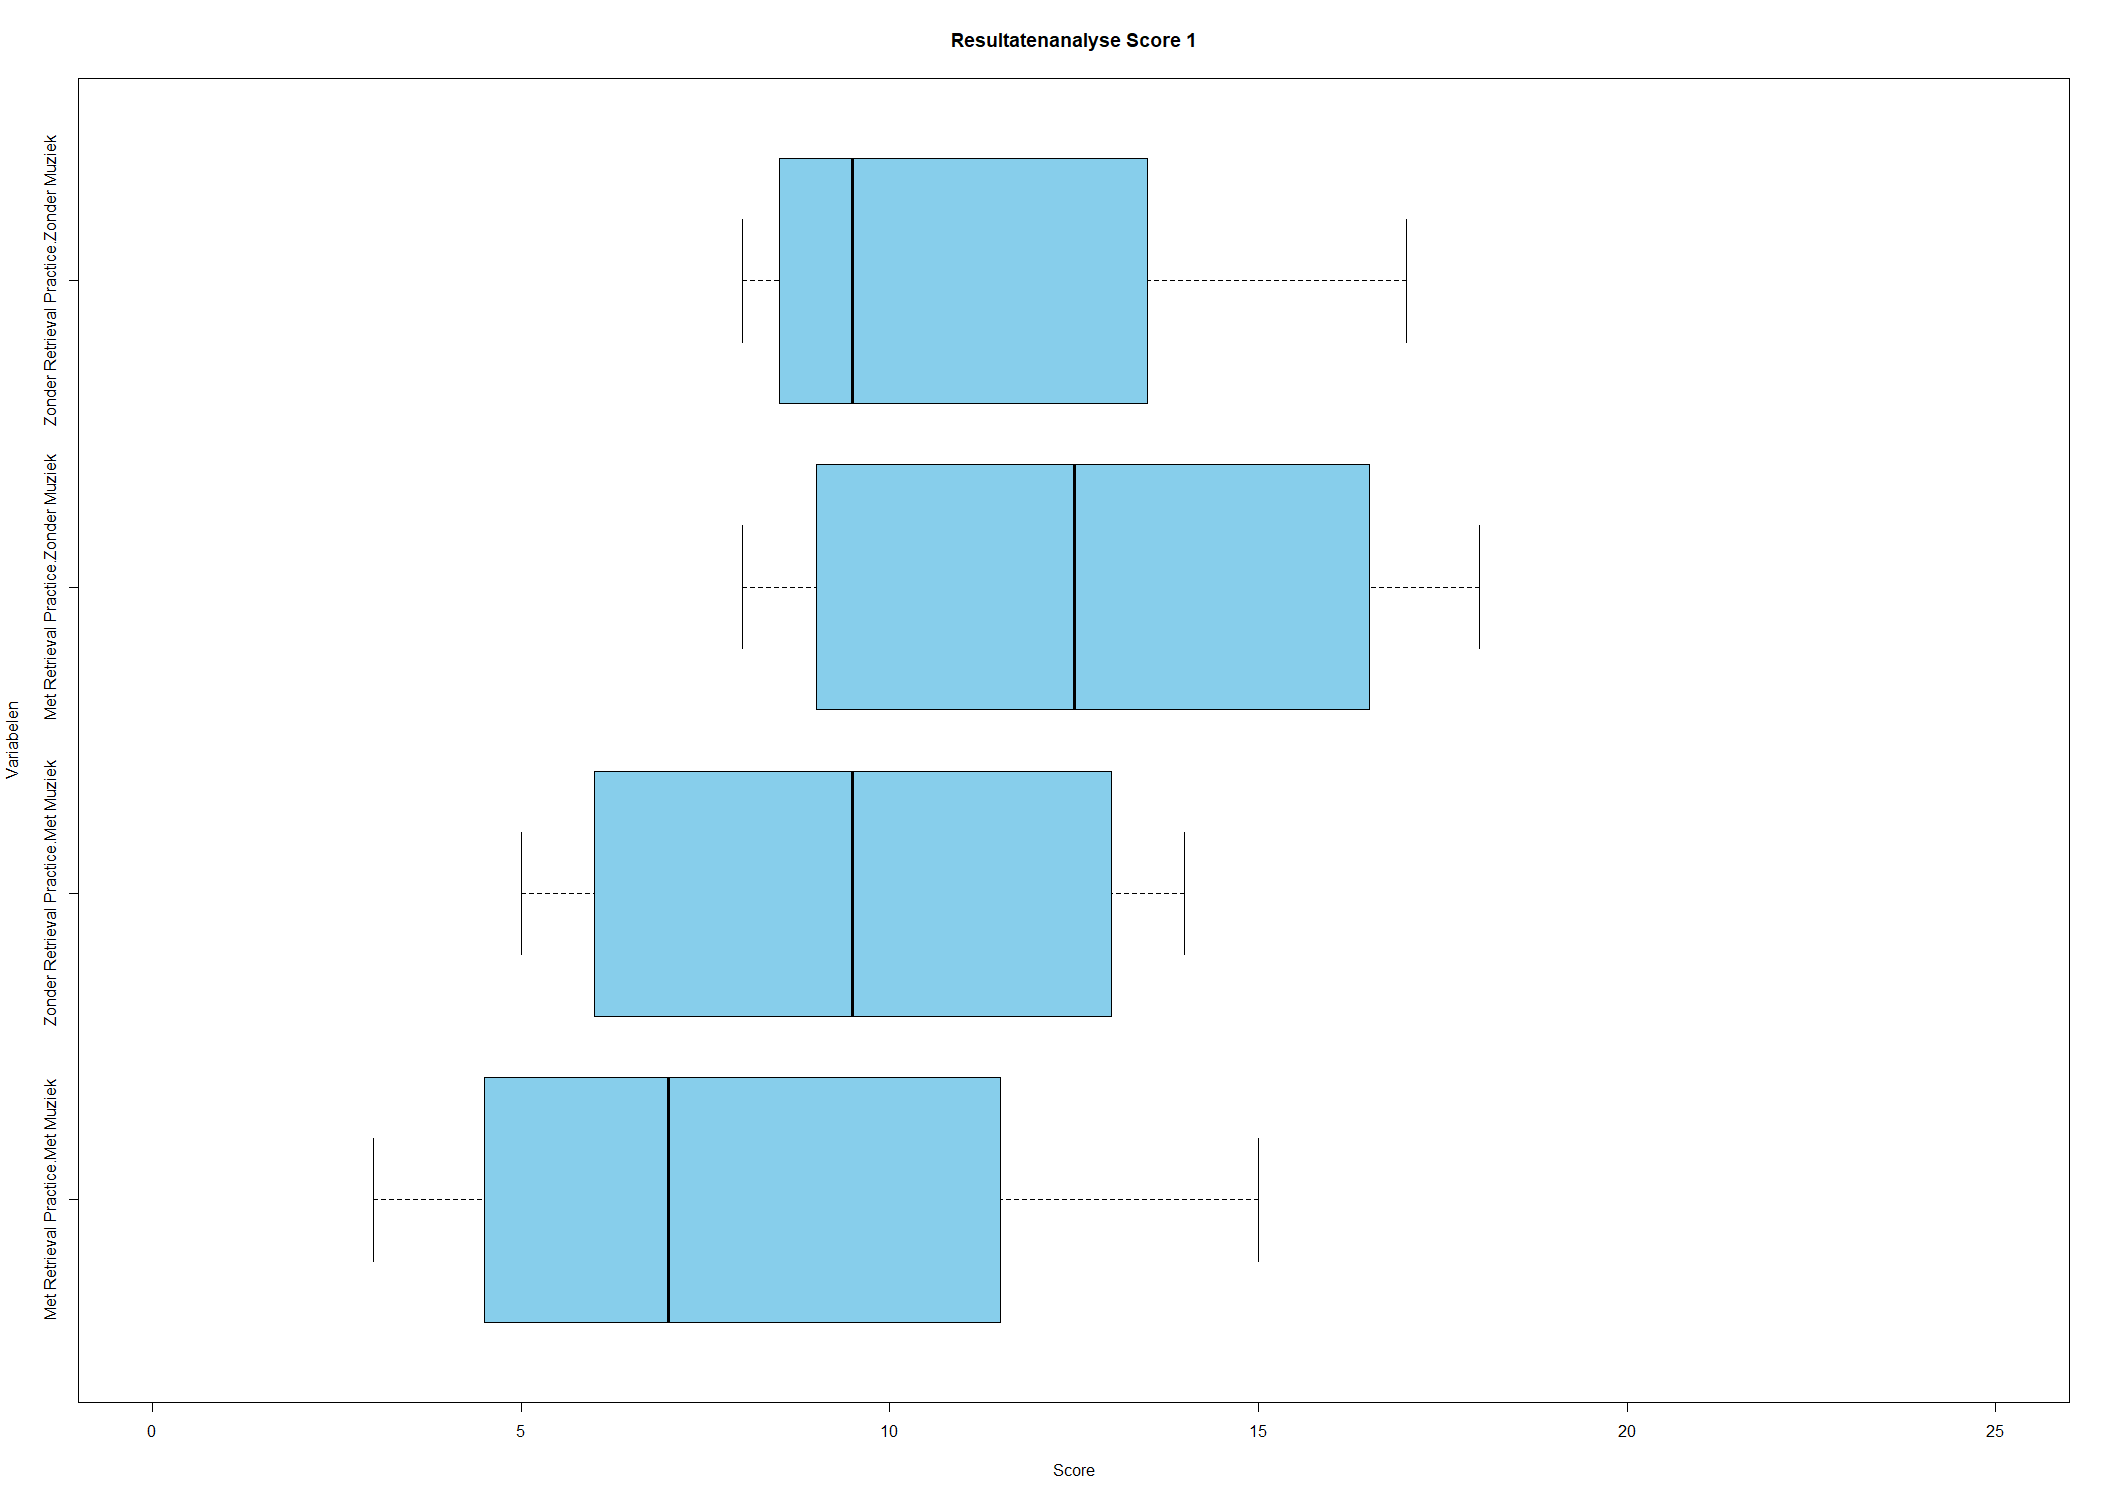 Resultatenanalyse Score 1
Variabelen
Zonder Retrieval Practice.Zonder Muziek
Met Retrieval Practice.Zonder Muziek
Zonder Retrieval Practice.Met Muziek
Met Retrieval Practice.Met Muziek
0 5 10 15 20 25
Score